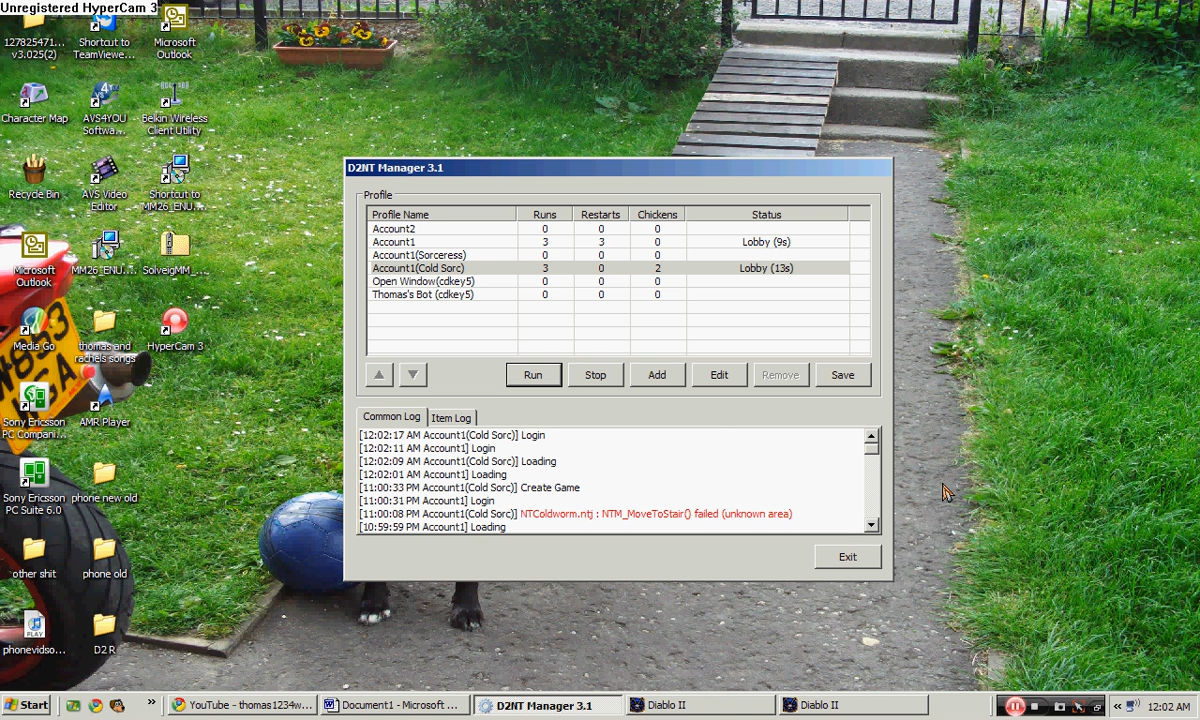 Unregistered HyperCam 3
127825471...
v3.025(2)
Shortcut to
TeamViewe...
Microsoft
Outlook
Character Map
AVS4YOU
Softwa...
Belkin Wireless
Client Utility
Recycle Bin
AVS Video
Editor
Shortcut to
MM26_ENU...
Microsoft
Outlook
MM26_ENU...
SolveigMM_...
Media Go
thomas and
rachels songs
HyperCam 3
Sony Ericsson
PC Compani...
AMR Player
Sony Ericsson
PC Suite 6.0
phone new old
other shit
phone old
PLAY
phonevidso...
D2 R
D2NT Manager 3.1
Profile
Profile Name Runs Restarts Chickens Status
Account2 0 0 0
Account1 3 3 0 Lobby (9s)
Account1(Sorceress) 0 0 0
Account1(Cold Sorc) 3 0 2 Lobby (13s)
Open Window(cdkey5) 0 0 0
Thomas's Bot (cdkey5) 0 0 0
Run Stop Add Edit Remove Save
Common Log Item Log
[12:02:17 AM Account1(Cold Sorc)] Login
[12:02:11 AM Account1] Login
[12:02:09 AM Account1(Cold Sorc)] Loading
[12:02:01 AM Account1] Loading
[11:00:33 PM Account1(Cold Sorc)] Create Game
[11:00:31 PM Account1] Login
[11:00:08 PM Account1(Cold Sorc)] NTColdworm.ntj : NTM_MoveToStair() failed (unknown area)
[10:59:59 PM Account1] Loading
Exit
Start
»
YouTube - thomas1234w...
Document1 - Microsoft ...
D2NT Manager 3.1
Diablo II
Diablo II
«
12:02 AM